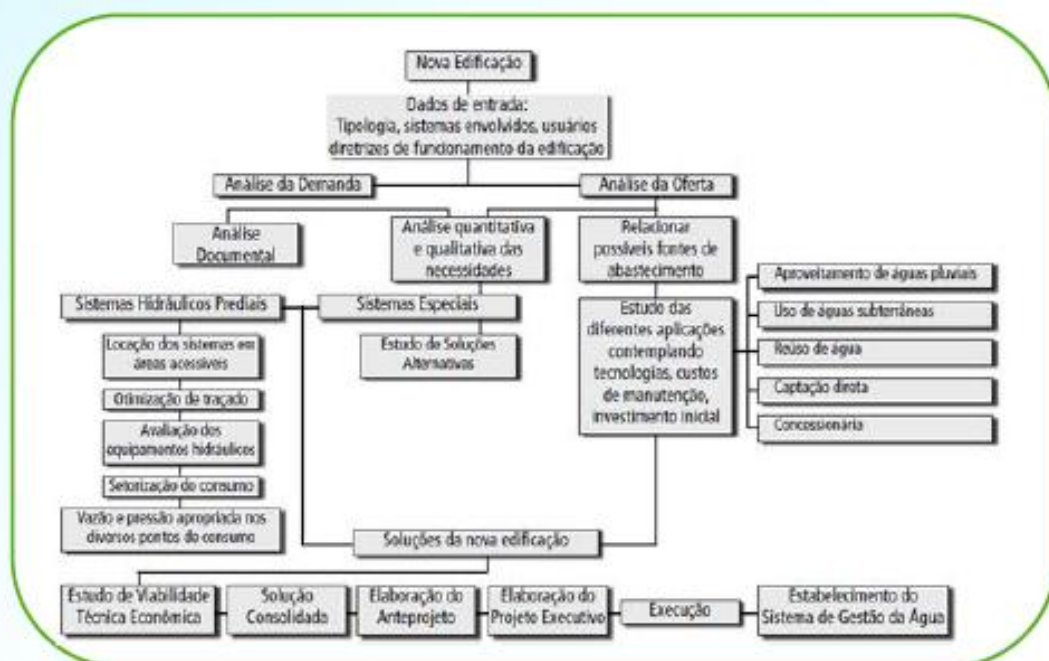 Nova Edificação
Dados de entrada:
Tipologia, sistemas envolvidos, usuários
diretrizes de funcionamento da edificação
Análise da Demanda
Análise da Oferta
Análise
Documental
Análise quantitativa
e qualitativa das
necessidades
Relacionar
possíveis fontes de
abastecimento
Sistemas Hidráulicos Prediais
Sistemas Especiais
Estudo das
diferentes aplicações
contemplando
tecnologias, custos
de manutenção,
investimento inicial
Aproveitamento de águas pluviais
Uso de águas subterrâneas
Reúso de água
Captação direta
Concessionária
Locação dos sistemas em
áreas acessíveis
Estudo de Soluções
Alternativas
Otimização de traçado
Avaliação dos
equipamentos hidráulicos
Setorização do consumo
Vazão e pressão apropriada nos
diversos pontos do consumo
Soluções da nova edificação
Estudo de Viabilidade
Técnica Econômica
Solução
Consolidada
Elaboração do
Anteprojeto
Elaboração do
Projeto Executivo
Execução
Estabelecimento do
Sistema de Gestão da Água